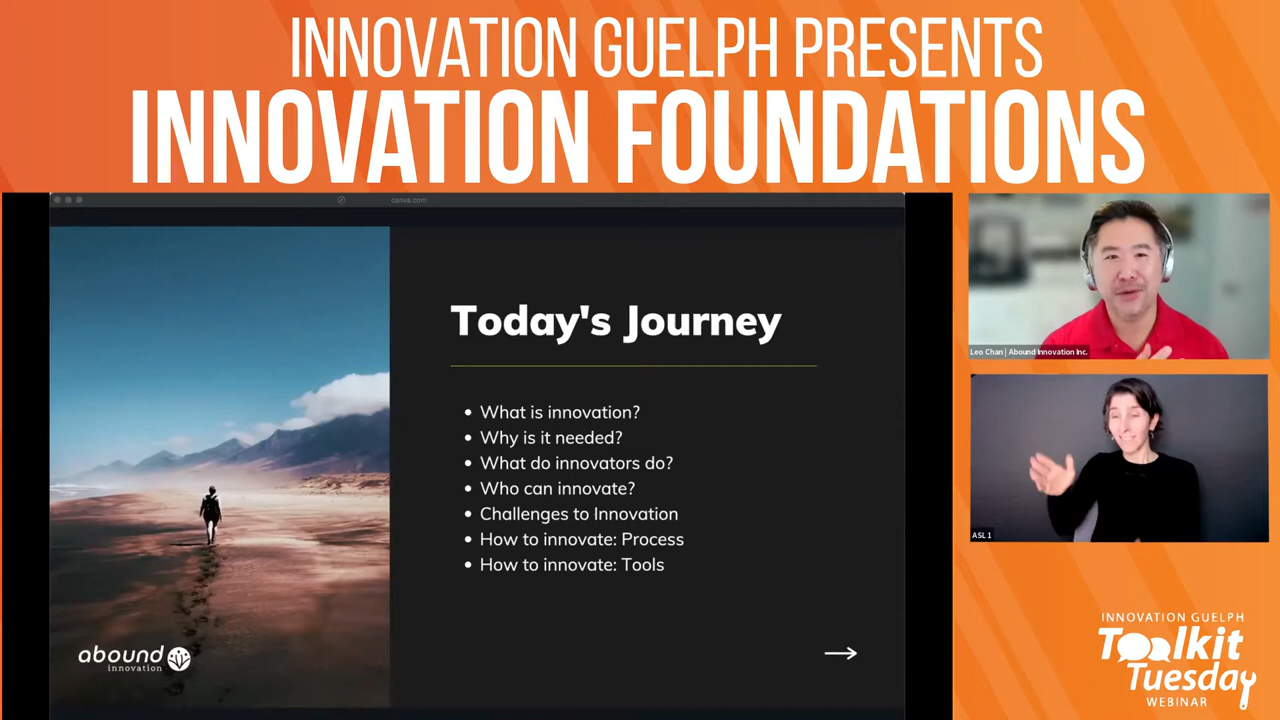 INNOVATION GUELPH PRESENTS
INNOVATION FOUNDATIONS
canva.com
Today's Journey
• What is innovation?
• Why is it needed?
• What do innovators do?
• Who can innovate?
• Challenges to Innovation
• How to innovate: Process
• How to innovate: Tools
abound
innovation
Leo Chan | Abound Innovation Inc.
ASL 1
INNOVATION GUELPH
Toolkit
Tuesday
WEBINAR